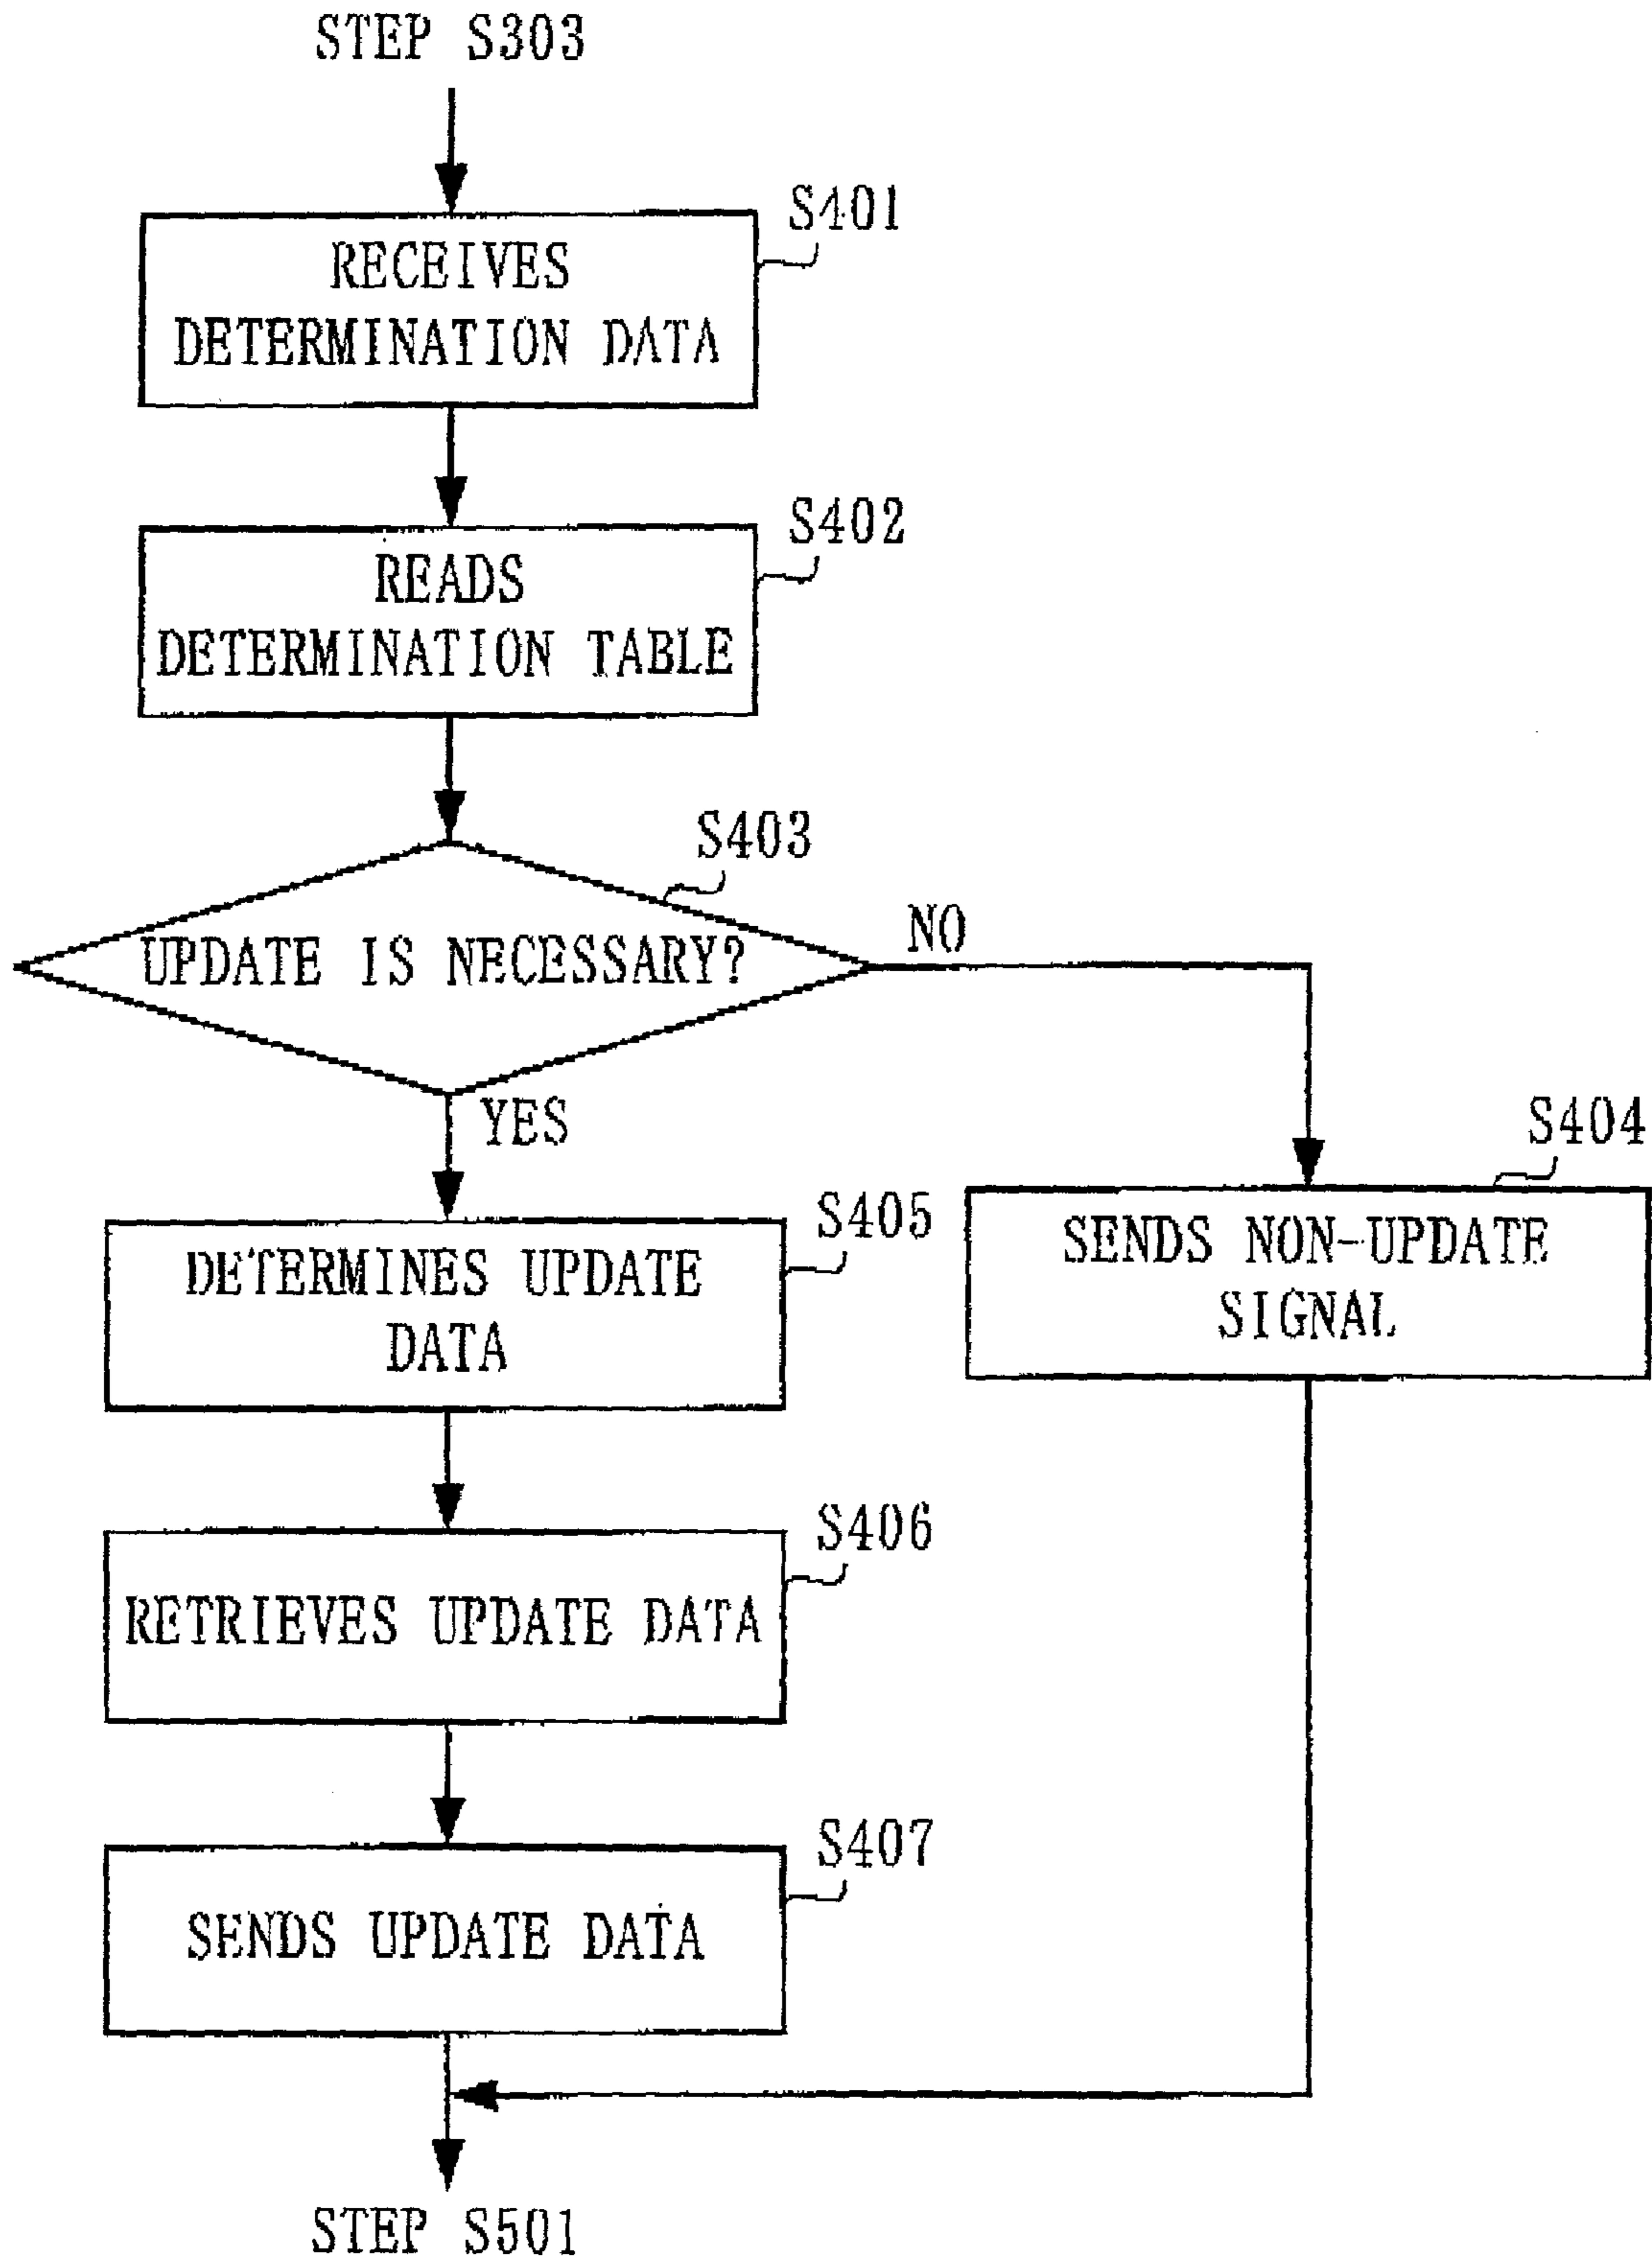 STEP S303
S401
RECEIVES
DETERMINATION DATA
S402
READS
DETERMINATION TABLE
S403
UPDATE IS NECESSARY?
NO
YES
S404
SENDS NON-UPDATE
SIGNAL
S405
DETERMINES UPDATE
DATA
S406
RETRIEVES UPDATE DATA
S407
SENDS UPDATE DATA
STEP S501